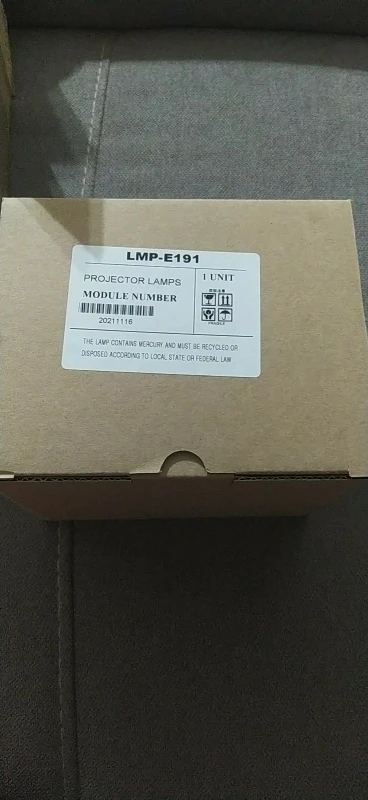 LMP-E191
PROJECTOR LAMPS
MODULE NUMBER
20211116
1 UNIT
FRAGILE
THE LAMP CONTAINS MERCURY AND MUST BE RECYCLED OR
DISPOSED ACCORDING TO LOCAL STATE OR FEDERAL LAW